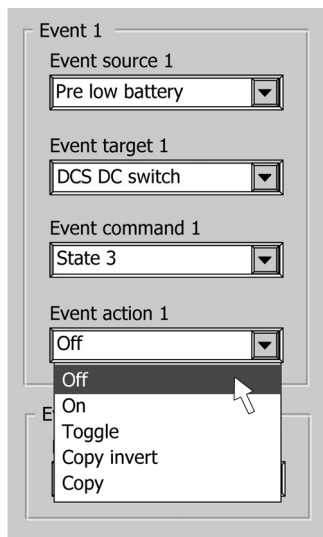 Event 1
Event source 1
Pre low battery
Event target 1
DCS DC switch
Event command 1
State 3
Event action 1
Off
Off
On
Toggle
Copy invert
Copy